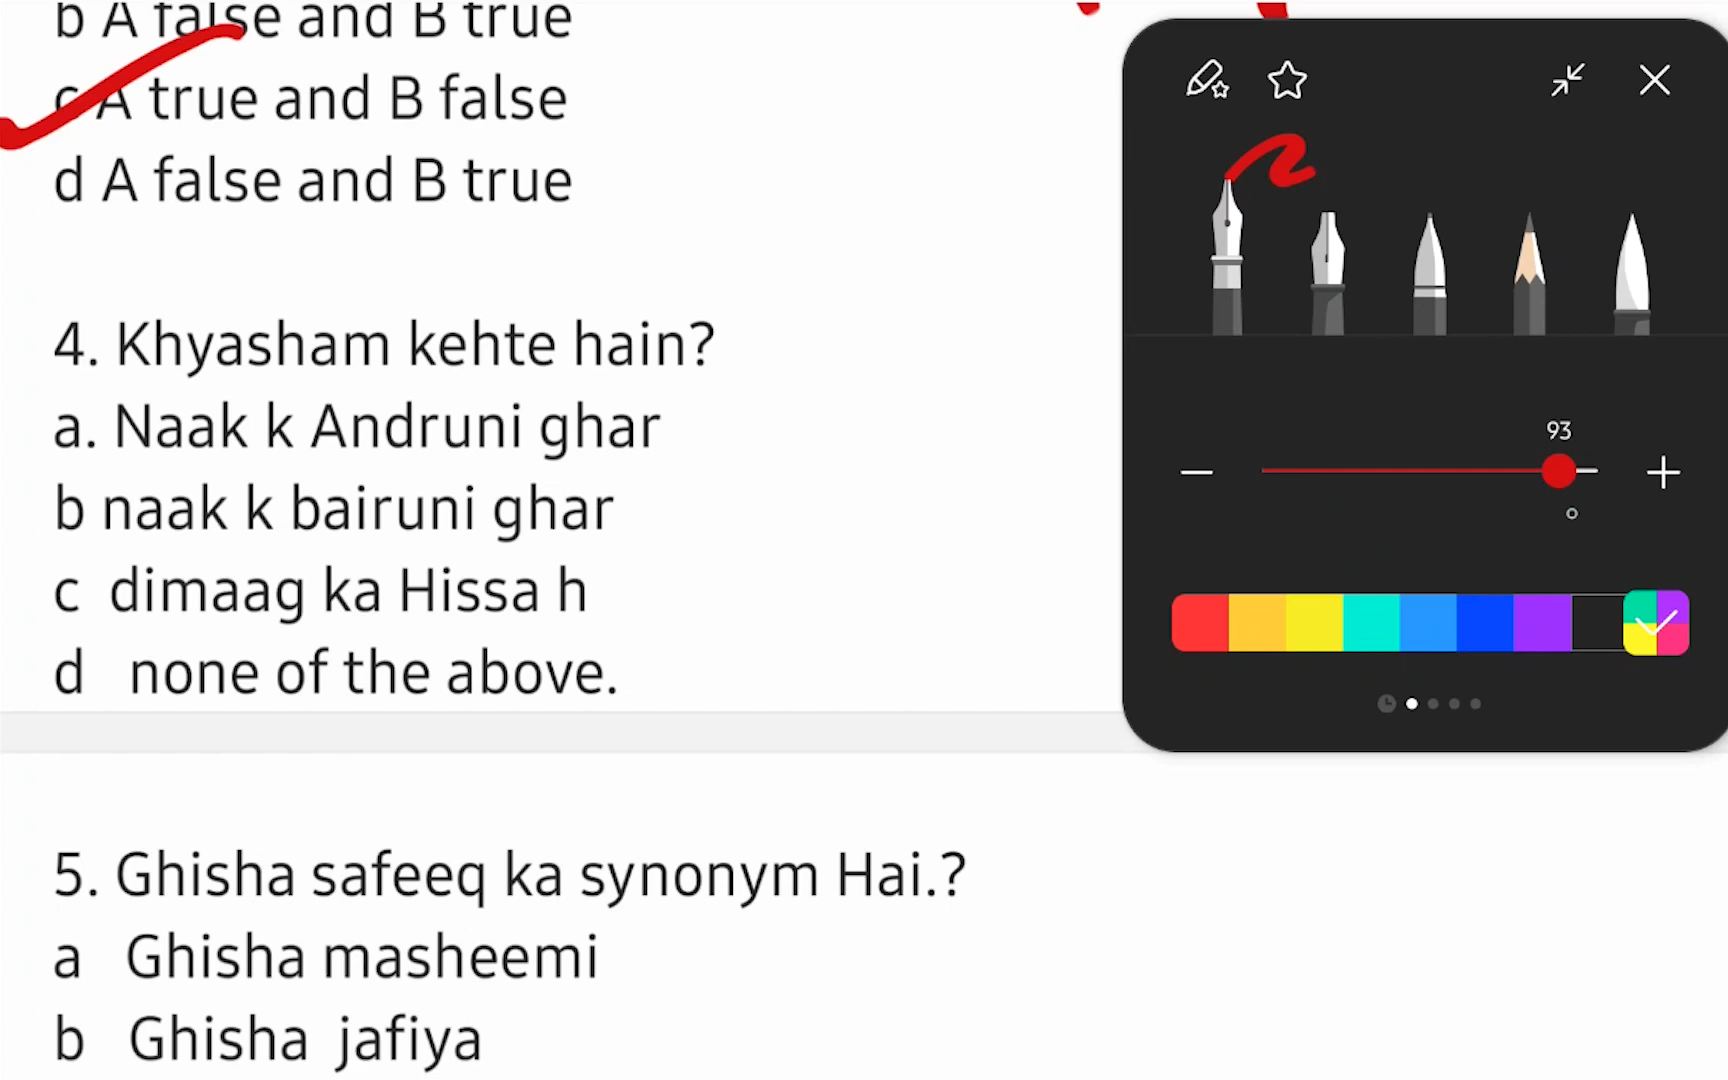 b A false and B true
c A true and B false
d A false and B true
4. Khyasham kehte hain?
a. Naak k Andruni ghar
b naak k bairuni ghar
c dimaag ka Hissa h
d none of the above.
93
5. Ghisha safeeq ka synonym Hai.?
a Ghisha masheemi
b Ghisha jafiya